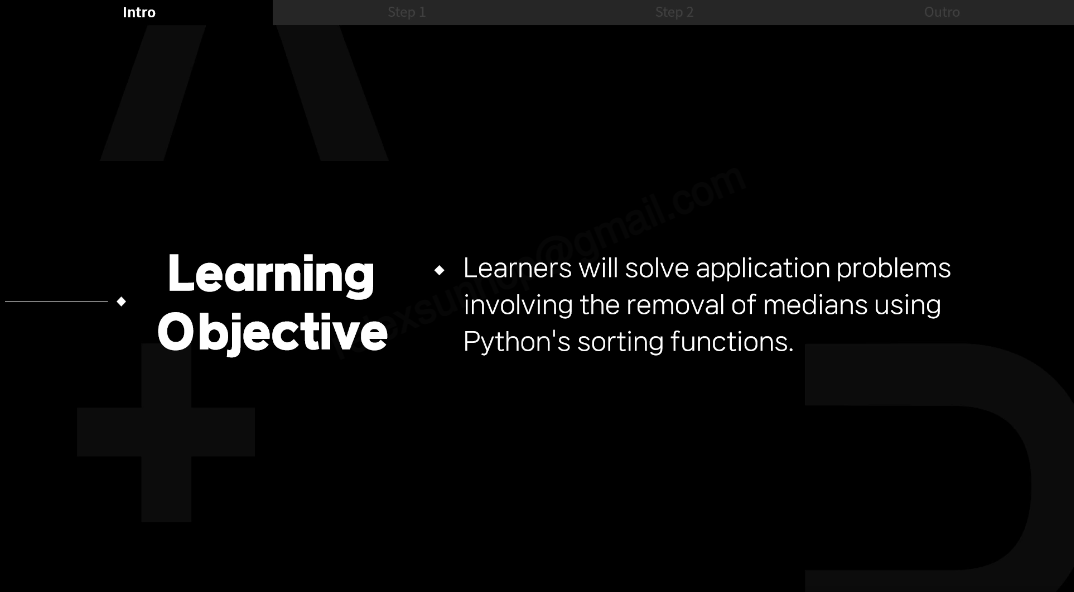 Intro
Step 1
Step 2
Outro
Learning
Objective
Learners will solve application problems
involving the removal of medians using
Python's sorting functions.
@gmail.com